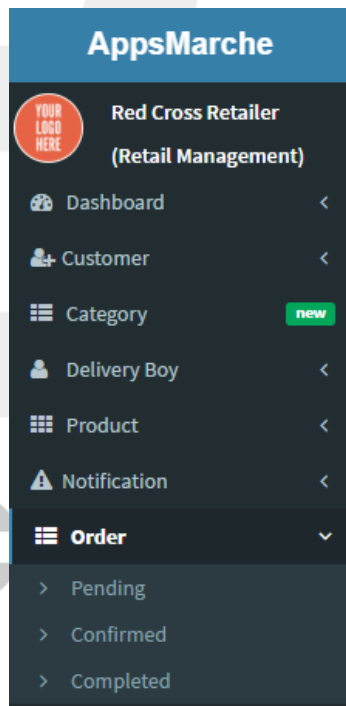 AppsMarche
YOUR
LOGO
HERE
Red Cross Retailer
(Retail Management)
Dashboard
Customer
Category new
Delivery Boy
Product
Notification
Order
Pending
Confirmed
Completed